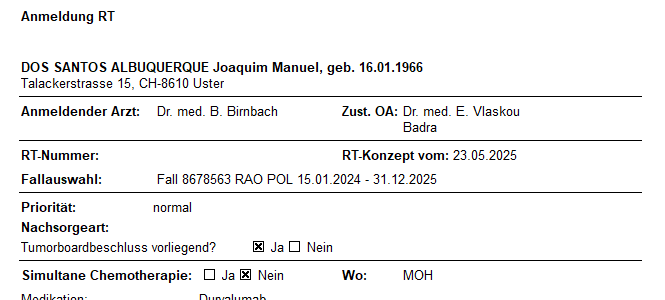 Anmeldung RT
DOS SANTOS ALBUQUERQUE Joaquim Manuel, geb. 16.01.1966
Talackerstrasse 15, CH-8610 Uster
Anmeldender Arzt: Dr. med. B. Birnbach Zust. OA: Dr. med. E. Vlaskou
Badra
RT-Nummer: RT-Konzept vom: 23.05.2025
Fallauswahl: Fall 8678563 RAO POL 15.01.2024 - 31.12.2025
Priorität: normal
Nachsorgeart:
Tumorboardbeschluss vorliegend? ☒ Ja ☐ Nein
Simultane Chemotherapie: ☐ Ja ☒ Nein Wo: MOH
Medikation: Durvalumab